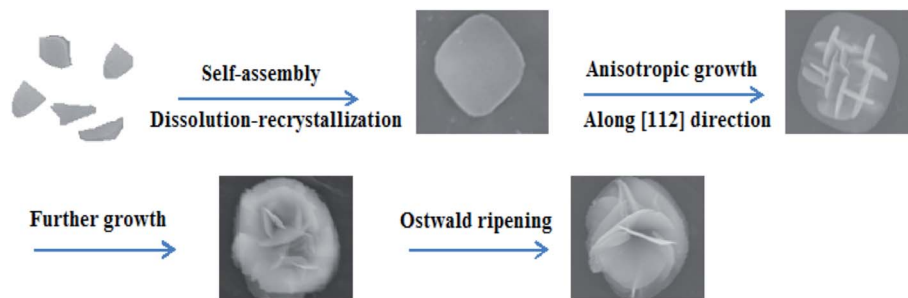 Self-assembly
Dissolution-recrystallization
Anisotropic growth
Along [112] direction
Further growth
Ostwald ripening